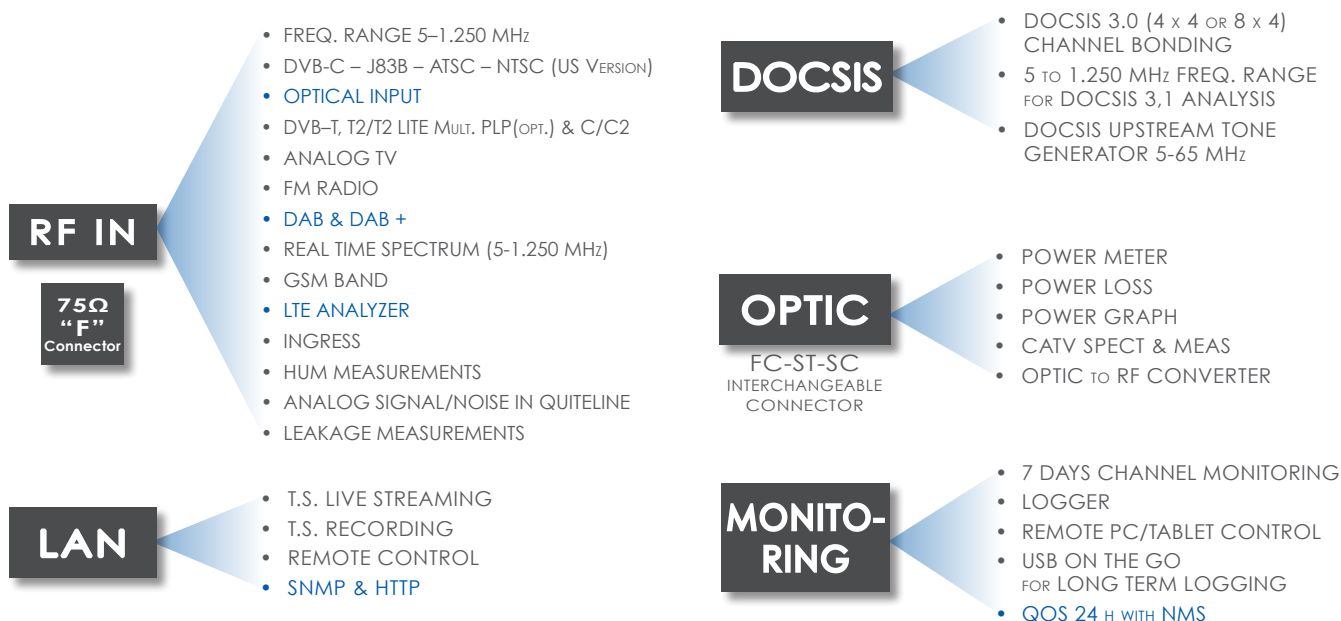 RF IN
75Ω
“F”
Connector
• FREQ. RANGE 5–1.250 MHz
• DVB-C – J83B – ATSC – NTSC (US Version)
• OPTICAL INPUT
• DVB–T, T2/T2 LITE Mult. PLP(opt.) & C/C2
• ANALOG TV
• FM RADIO
• DAB & DAB +
• REAL TIME SPECTRUM (5-1.250 MHz)
• GSM BAND
• LTE ANALYZER
• INGRESS
• HUM MEASUREMENTS
• ANALOG SIGNAL/NOISE IN QUITELINE
• LEAKAGE MEASUREMENTS
LAN
• T.S. LIVE STREAMING
• T.S. RECORDING
• REMOTE CONTROL
• SNMP & HTTP
DOCSIS
• DOCSIS 3.0 (4 x 4 or 8 x 4)
CHANNEL BONDING
• 5 to 1.250 MHz FREQ. RANGE
for DOCSIS 3,1 ANALYSIS
• DOCSIS UPSTREAM TONE
GENERATOR 5-65 MHz
OPTIC
FC-ST-SC
INTERCHANGEABLE
CONNECTOR
• POWER METER
• POWER LOSS
• POWER GRAPH
• CATV SPECT & MEAS
• OPTIC to RF CONVERTER
MONITO-
RING
• 7 DAYS CHANNEL MONITORING
• LOGGER
• REMOTE PC/TABLET CONTROL
• USB ON THE GO
for LONG TERM LOGGING
• QOS 24 h with NMS